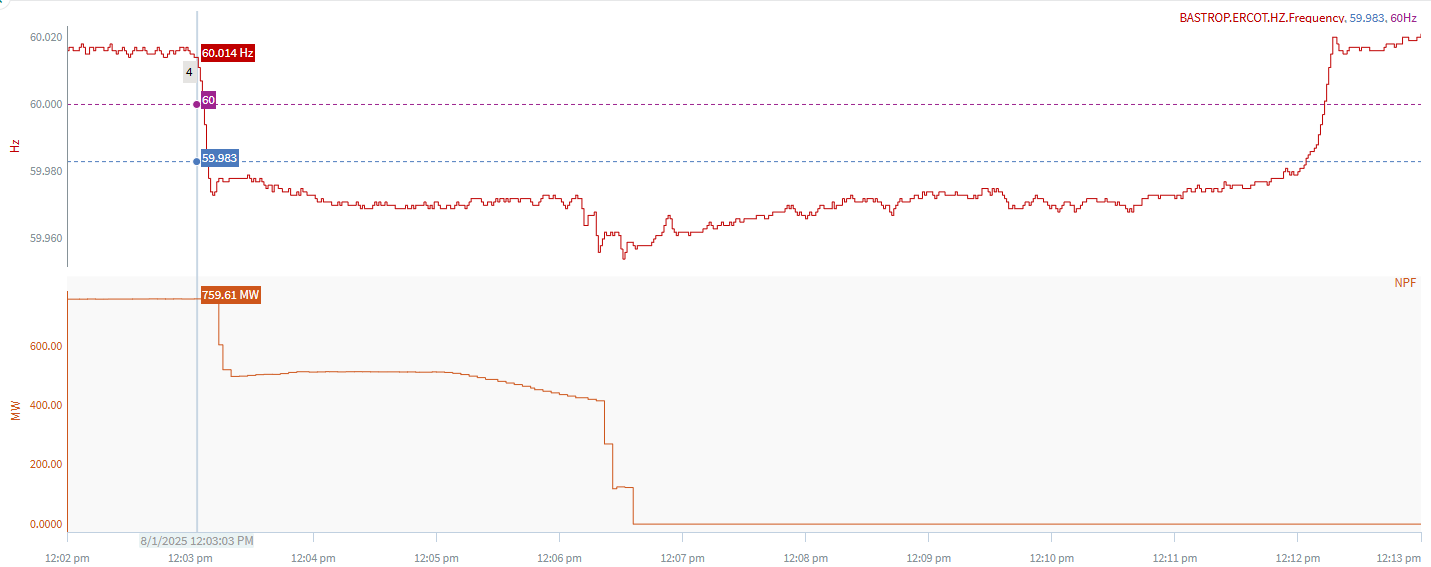 BASTROP.ERCOT.HZ.Frequency, 59.983, 60Hz
60.020
60.014 Hz
4
60.000
60
Hz
59.983
59.980
59.960
NPF
759.61 MW
600.00
400.00
MW
200.00
0.0000
8/1/2025 12:03:03 PM
12:02 pm 12:03 pm 12:04 pm 12:05 pm 12:06 pm 12:07 pm 12:08 pm 12:09 pm 12:10 pm 12:11 pm 12:12 pm 12:13 pm